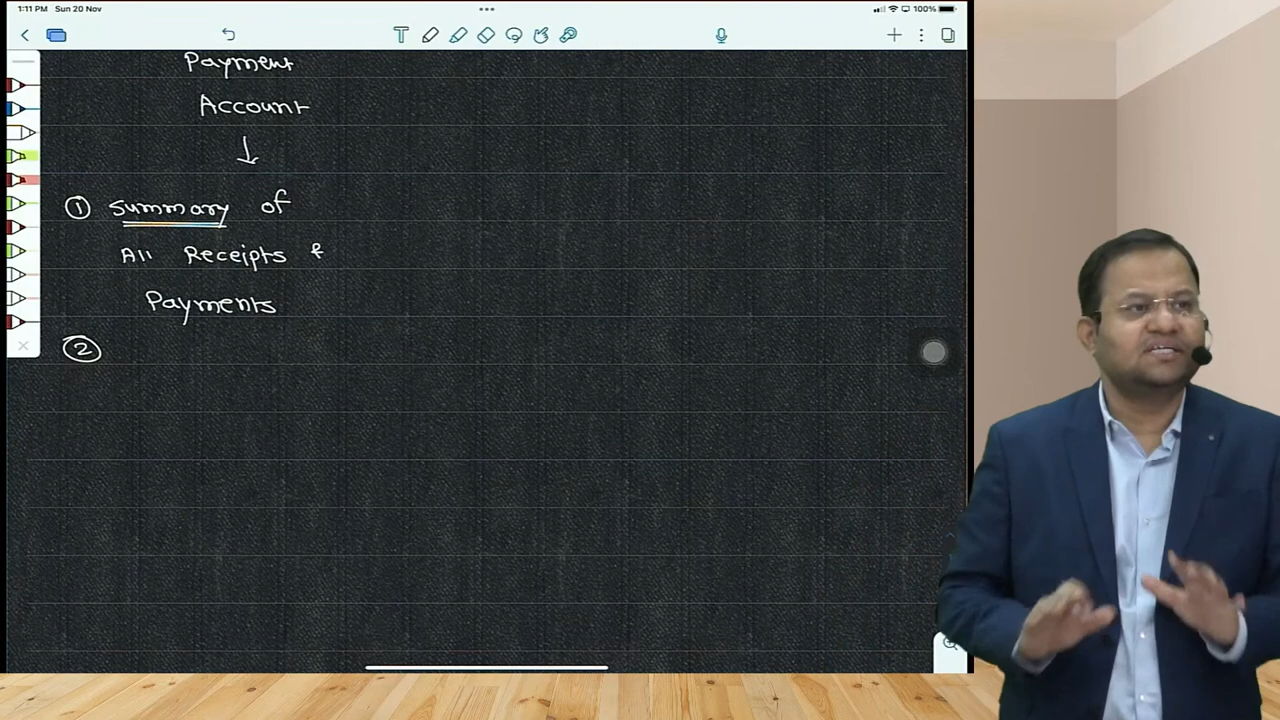 1:11 PM Sun 20 Nov
100%
Payment
Account
① Summary of
All Receipts &
Payments
②